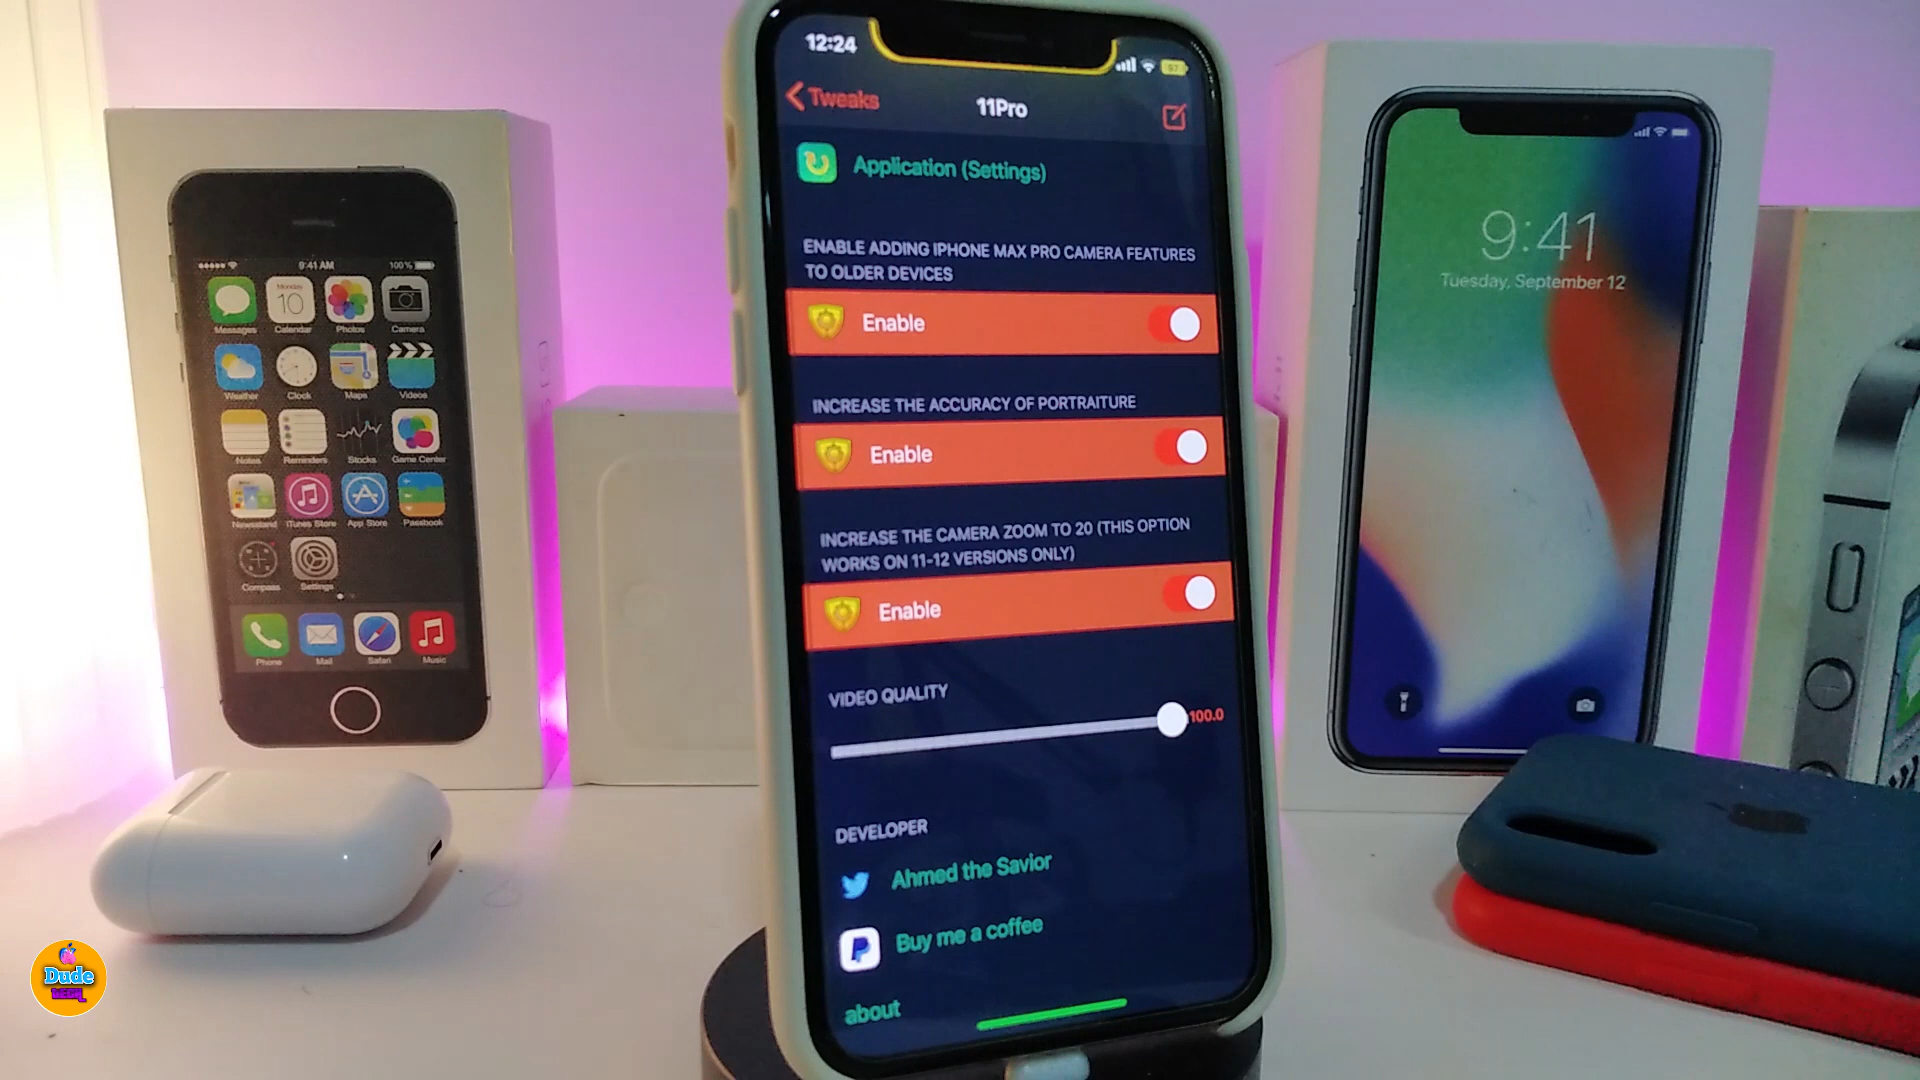 12:24
97
Tweaks
11Pro
Application (Settings)
ENABLE ADDING IPHONE MAX PRO CAMERA FEATURES
TO OLDER DEVICES
Enable
INCREASE THE ACCURACY OF PORTRAITURE
Enable
INCREASE THE CAMERA ZOOM TO 20 (THIS OPTION
WORKS ON 11-12 VERSIONS ONLY)
Enable
VIDEO QUALITY
100.0
DEVELOPER
Ahmed the Savior
Buy me a coffee
about
9:41 AM
100%
Monday
10
Messages Calendar Photos Camera
Weather Clock Maps Videos
Notes Reminders Stocks Game Center
Newsstand iTunes Store App Store Passbook
Compass Settings
Phone Mail Safari Music
9:41
Tuesday, September 12
Dude